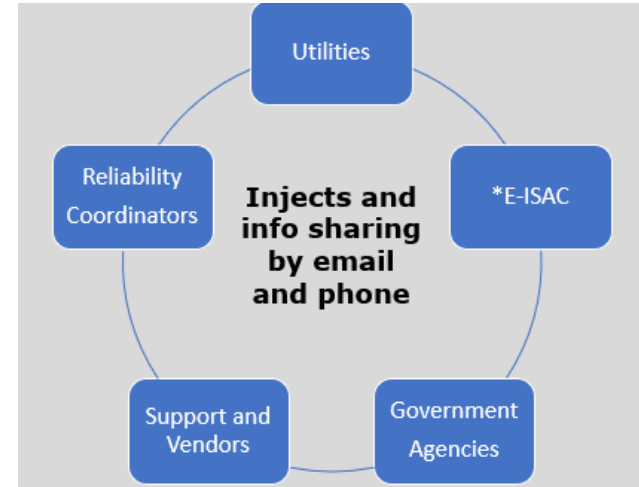 Utilities
*E-ISAC
Government
Agencies
Support and
Vendors
Reliability
Coordinators
Injects and
info sharing
by email
and phone